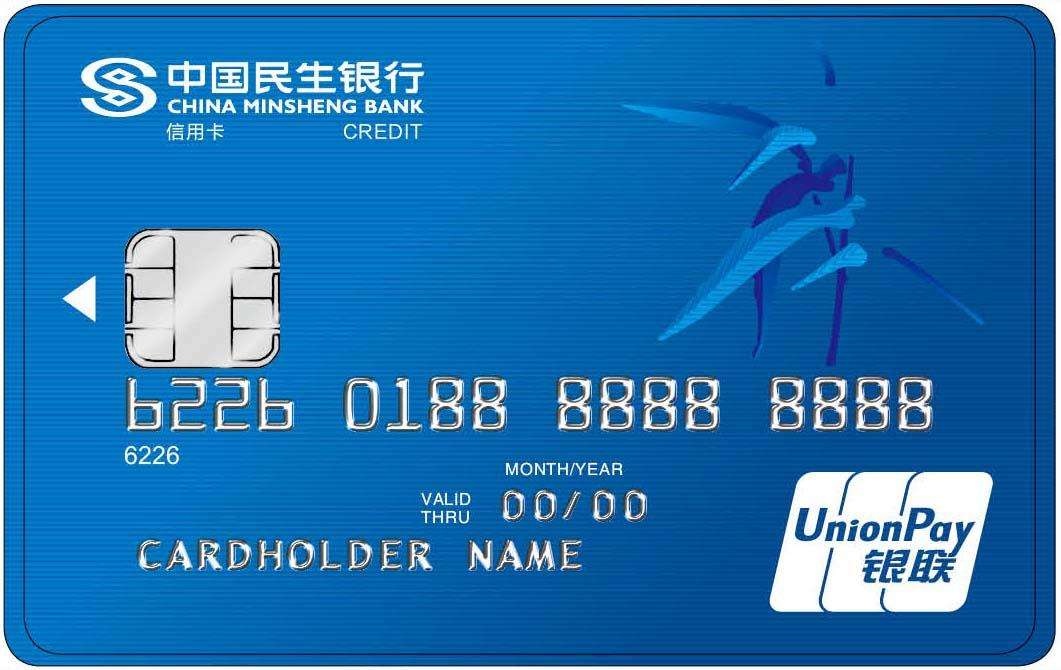 中国民生银行
CHINA MINSHENG BANK
信用卡 CREDIT
6226 0188 8888 8888
6226
MONTH/YEAR
VALID THRU 00/00
CARDHOLDER NAME
UnionPay
银联